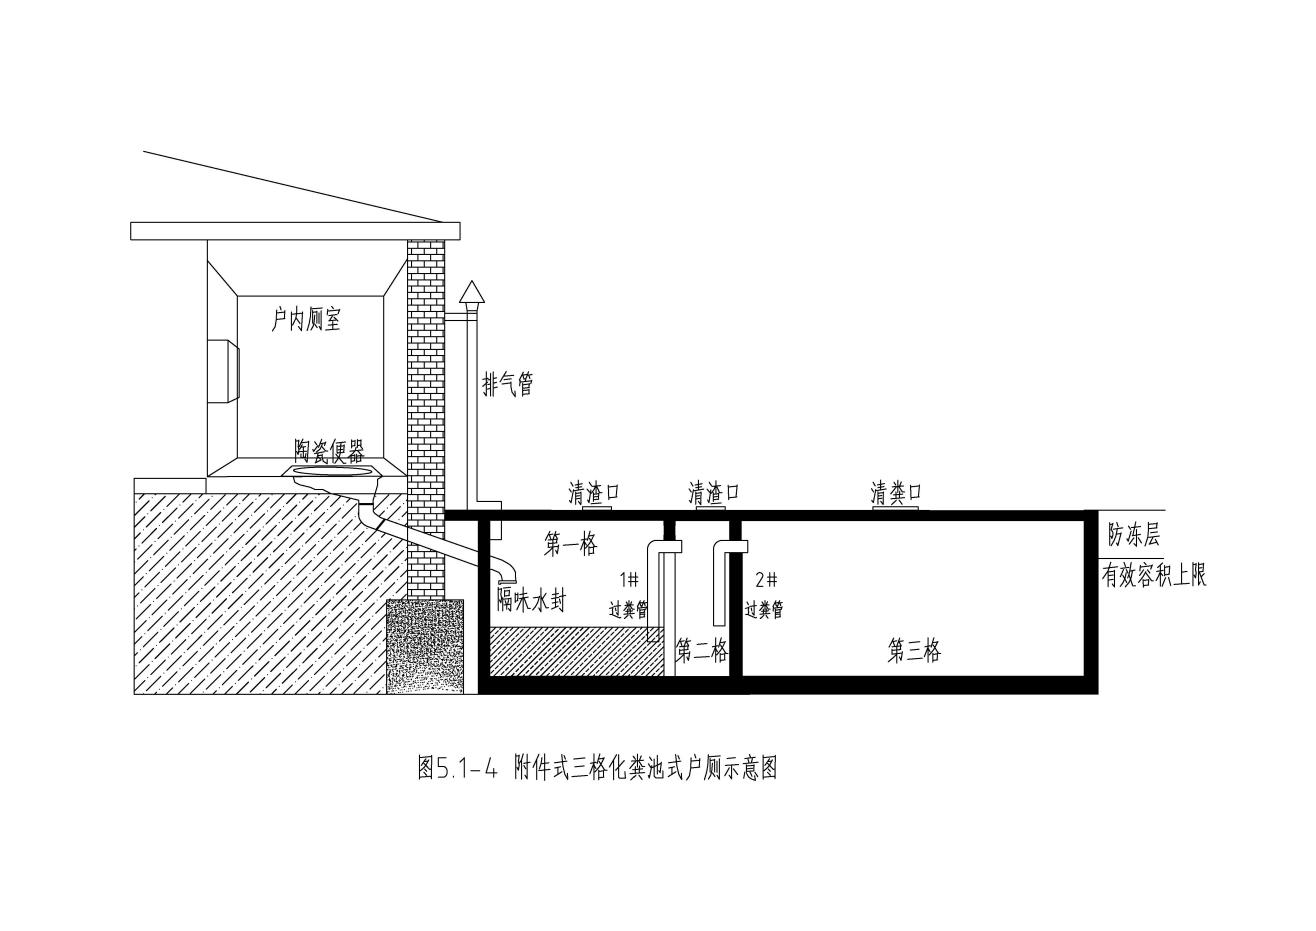 户内厕室
排气管
陶瓷便器
清渣口
清渣口
清粪口
第一格
防冻层
有效容积上限
1#
过粪管
2#
过粪管
隔味水封
第二格
第三格
图5.1-4 附件式三格化粪池式户厕示意图